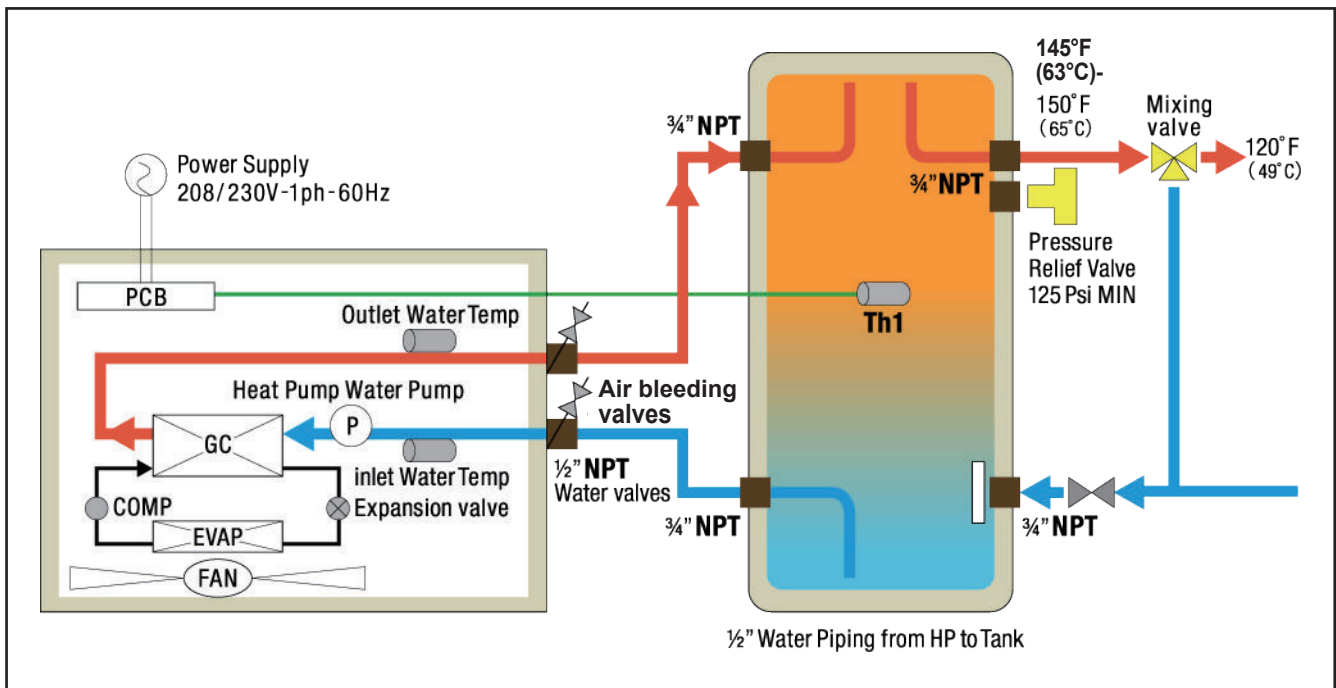 Power Supply
208/230V-1ph-60Hz
PCB
Outlet Water Temp
Heat Pump Water Pump
P
GC
inlet Water Temp
COMP
Expansion valve
EVAP
FAN
Air bleeding
valves
½” NPT
Water valves
¾” NPT
¾” NPT
Th1
¾” NPT
145°F
(63°C)-
150°F
(65°C)
Mixing
valve
120°F
(49°C)
Pressure
Relief Valve
125 Psi MIN
¾” NPT
½” Water Piping from HP to Tank